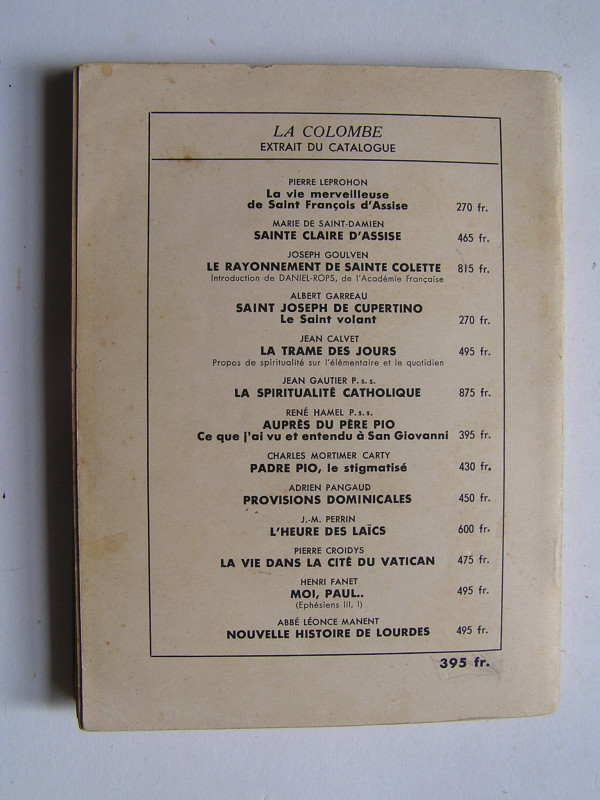 LA COLOMBE
EXTRAIT DU CATALOGUE
PIERRE LEPROHON
La vie merveilleuse
de Saint François d'Assise 270 fr.
MARIE DE SAINT-DAMIEN
SAINTE CLAIRE D'ASSISE 465 fr.
JOSEPH GOULVEN
LE RAYONNEMENT DE SAINTE COLETTE 815 fr.
Introduction de DANIEL-ROPS, de l'Académie Française
ALBERT GARREAU
SAINT JOSEPH DE CUPERTINO
Le Saint volant 270 fr.
JEAN CALVET
LA TRAME DES JOURS 495 fr.
Propos de spiritualité sur l'élémentaire et le quotidien
JEAN GAUTIER P. s. s.
LA SPIRITUALITÉ CATHOLIQUE 875 fr.
RENÉ HAMEL P. s. s.
AUPRÈS DU PÈRE PIO
Ce que j'ai vu et entendu à San Giovanni 395 fr.
CHARLES MORTIMER CARTY
PADRE PIO, le stigmatisé 430 fr.
ADRIEN PANGAUD
PROVISIONS DOMINICALES 450 fr.
J.-M. PERRIN
L'HEURE DES LAÏCS 600 fr.
PIERRE CROIDYS
LA VIE DANS LA CITÉ DU VATICAN 475 fr.
HENRI FANET
MOI, PAUL.. 495 fr.
(Ephésiens III, I)
ABBÉ LÉONCE MANENT
NOUVELLE HISTOIRE DE LOURDES 495 fr.
395 fr.